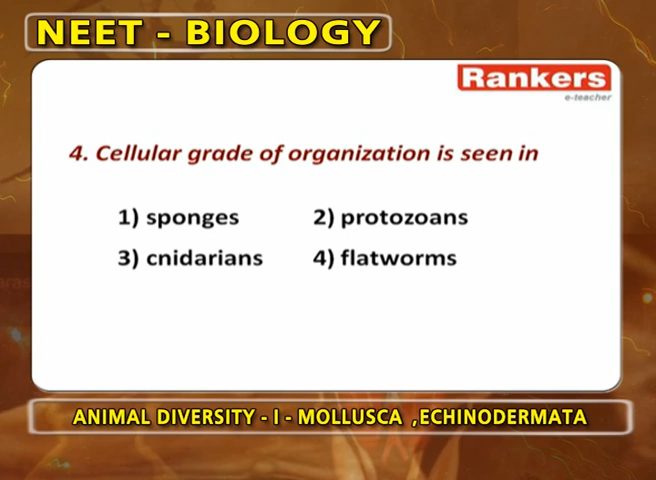 NEET - BIOLOGY
Rankers
e-teacher
4. Cellular grade of organization is seen in
1) sponges 2) protozoans
3) cnidarians 4) flatworms
ANIMAL DIVERSITY - I - MOLLUSCA ,ECHINODERMATA